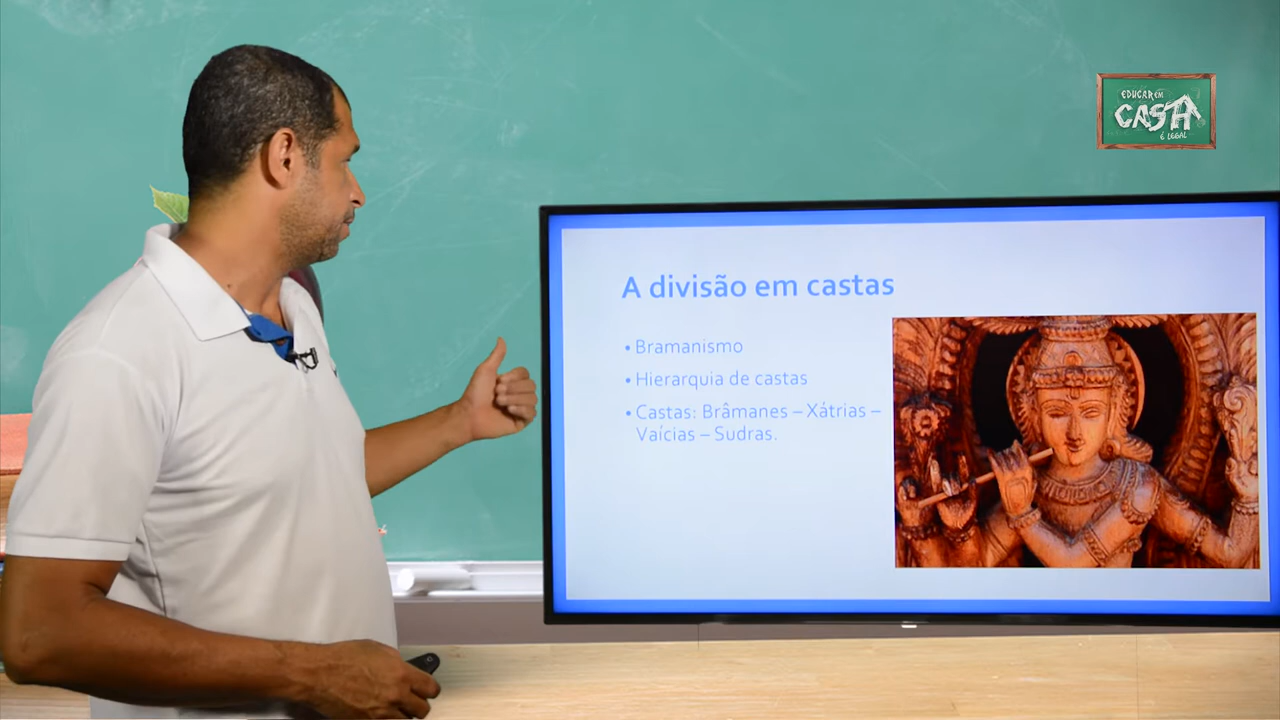 EDUCAR EM
CASA
É LEGAL
A divisão em castas
• Bramanismo
• Hierarquia de castas
• Castas: Brâmanes – Xátrias –
Vaícias – Sudras.